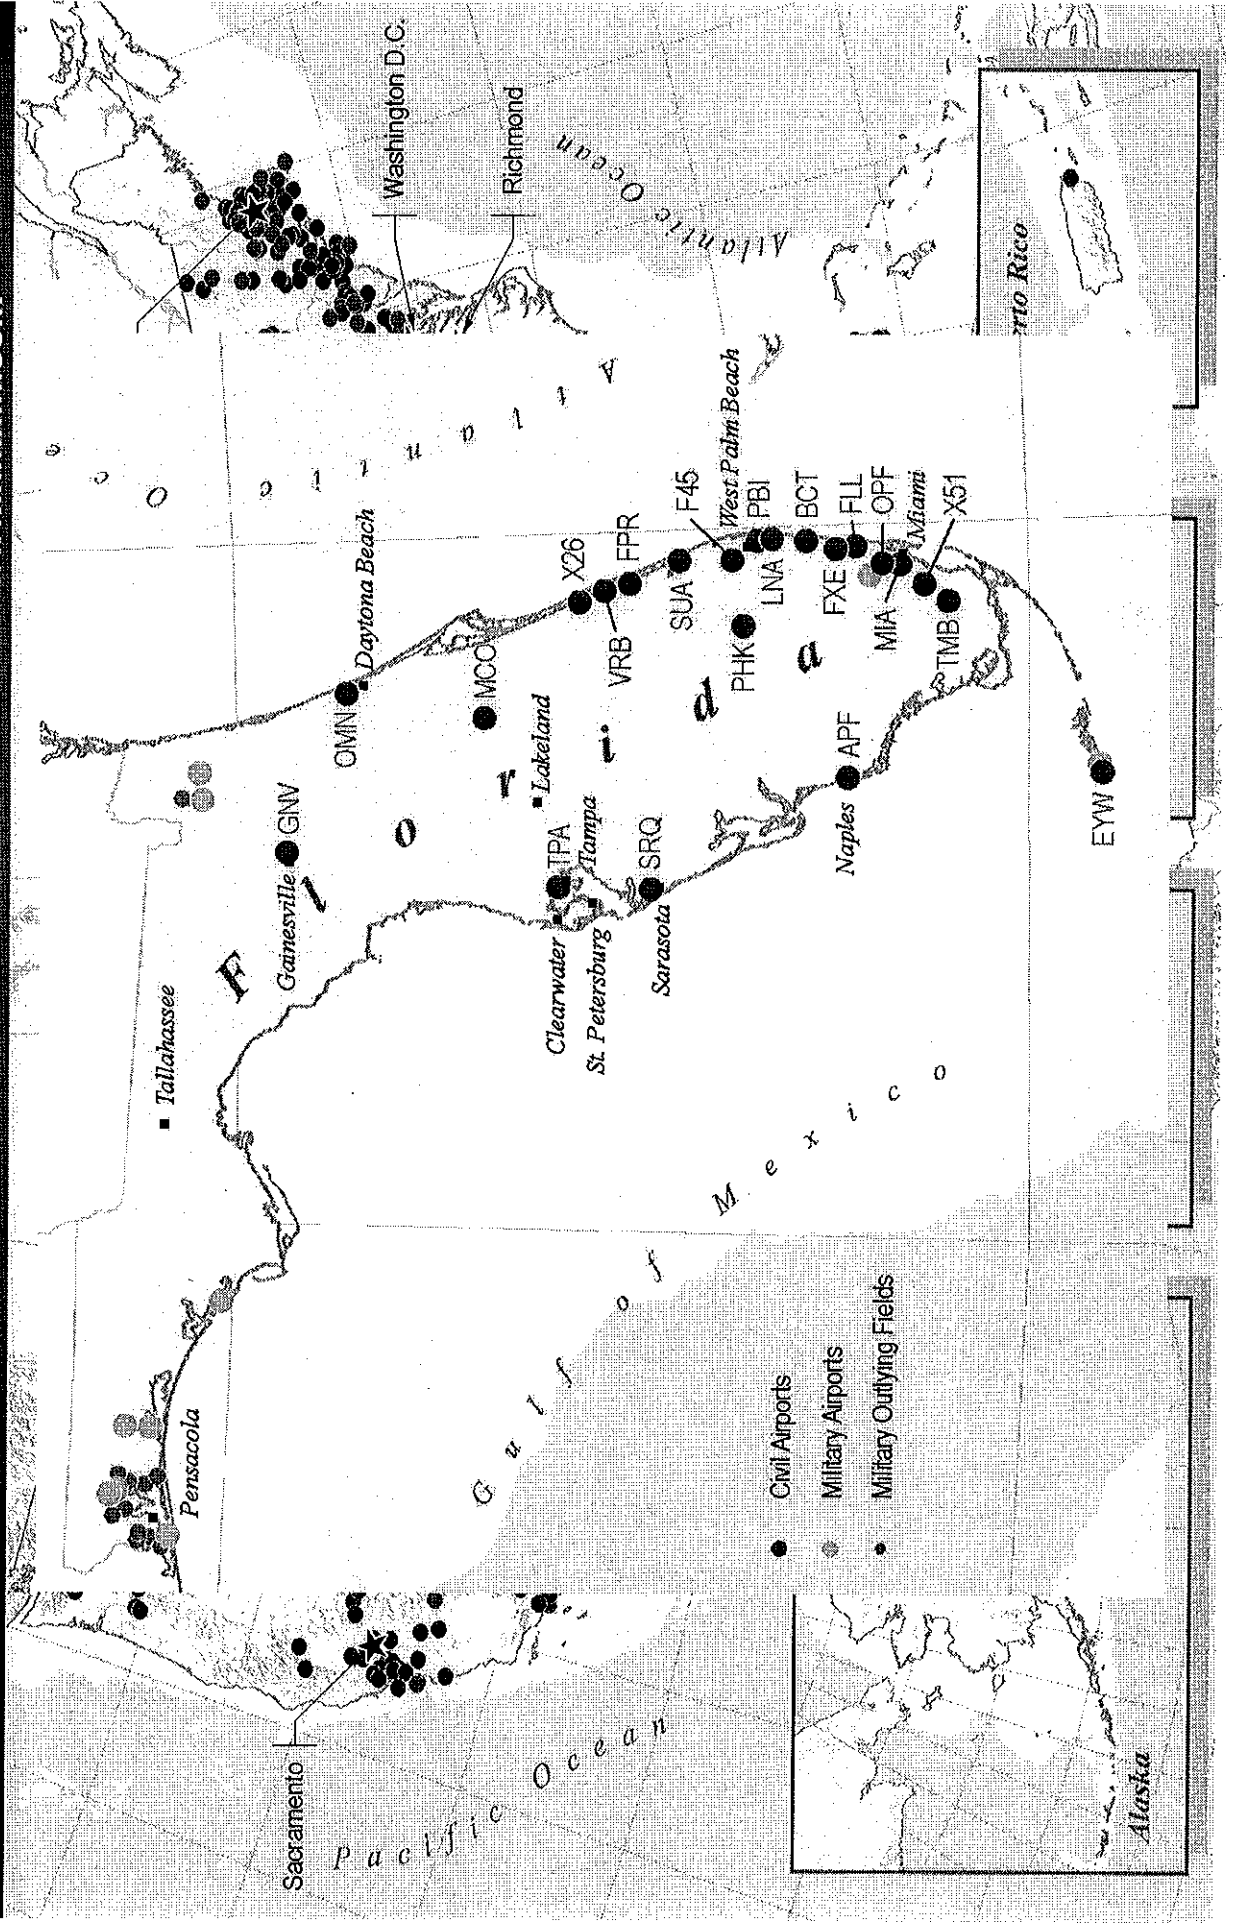 Washington D.C.
Richmond
Atlantic Ocean
Puerto Rico
Atlantic Oce
Tallahassee
Pensacola
Gainesville
GNV
OMN
Daytona Beach
MCO
Lakeland
Florida
TPA
Tampa
Clearwater
St. Petersburg
SRQ
Sarasota
X26
VRB
FPR
SUA
F45
West Palm Beach
PBI
PHK
LNA
BCT
FXE
FLL
OPF
MIA
Miami
X51
TMB
APF
Naples
EYW
Gulf of Mexico
Civil Airports
Military Airports
Military Outlying Fields
Sacramento
Pacific Ocean
Alaska